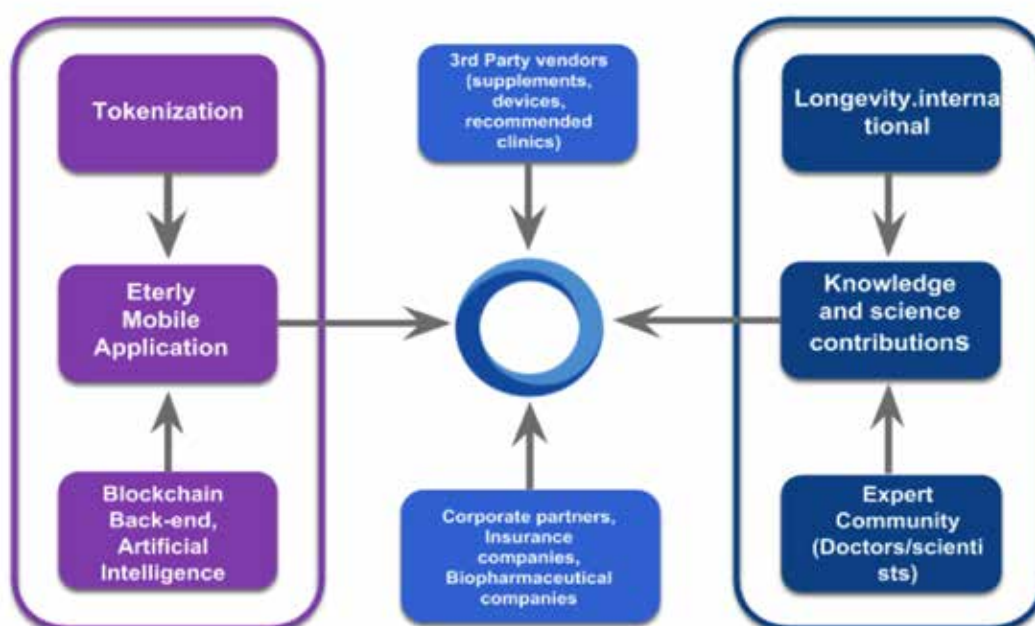 Tokenization
Eterly
Mobile
Application
Blockchain
Back-end,
Artificial
Intelligence
3rd Party vendors
(supplements,
devices,
recommended
clinics)
Corporate partners,
Insurance
companies,
Biopharmaceutical
companies
Longevity.interna
tional
Knowledge
and science
contributions
Expert
Community
(Doctors/scienti
sts)